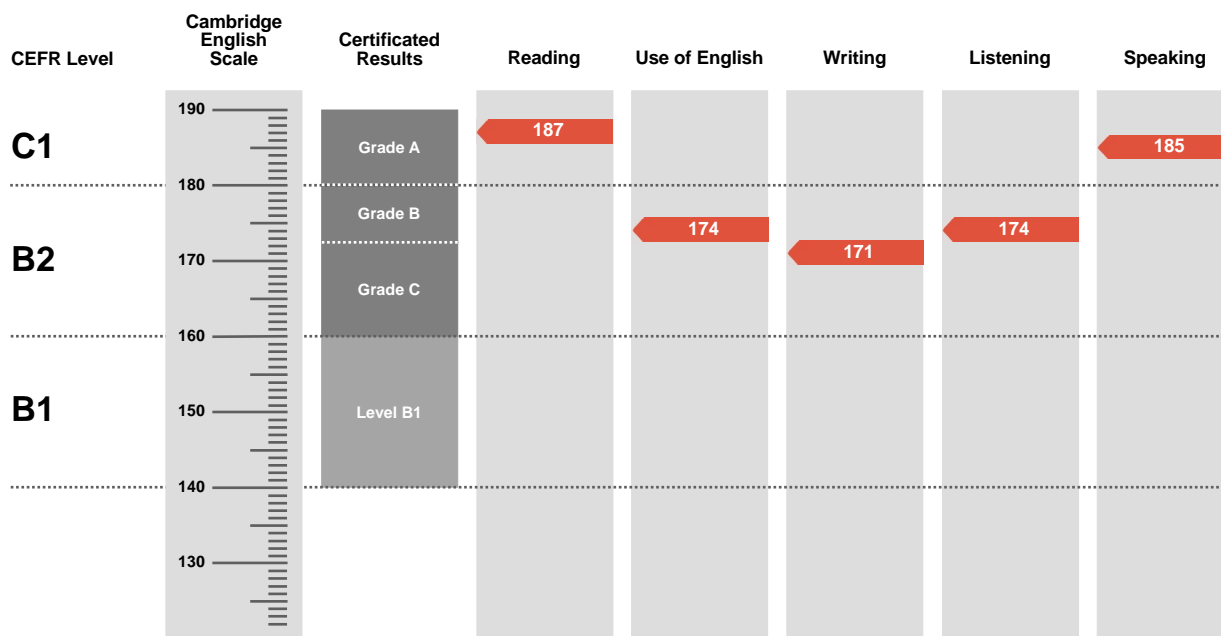 CEFR Level
Cambridge
English
Scale
Certificated
Results
Reading
Use of English
Writing
Listening
Speaking
190
187
C1
Grade A
185
180
Grade B
174
174
171
B2
170
Grade C
160
B1
150
Level B1
140
130